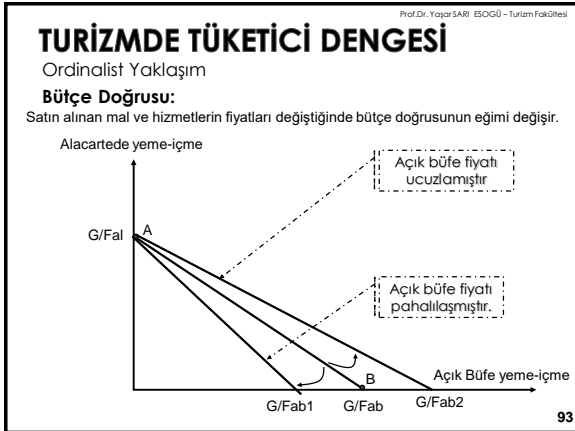 Prof.Dr. Yaşar SARI ESOGÜ – Turizm Fakültesi
TURİZMDE TÜKETİCİ DENGESİ
Ordinalist Yaklaşım
Bütçe Doğrusu:
Satın alınan mal ve hizmetlerin fiyatları değiştiğinde bütçe doğrusunun eğimi değişir.
Alacartede yeme-içme
Açık büfe fiyatı
ucuzlamıştır
G/Fal
A
Açık büfe fiyatı
pahalılaşmıştır.
B
Açık Büfe yeme-içme
G/Fab1
G/Fab
G/Fab2
93